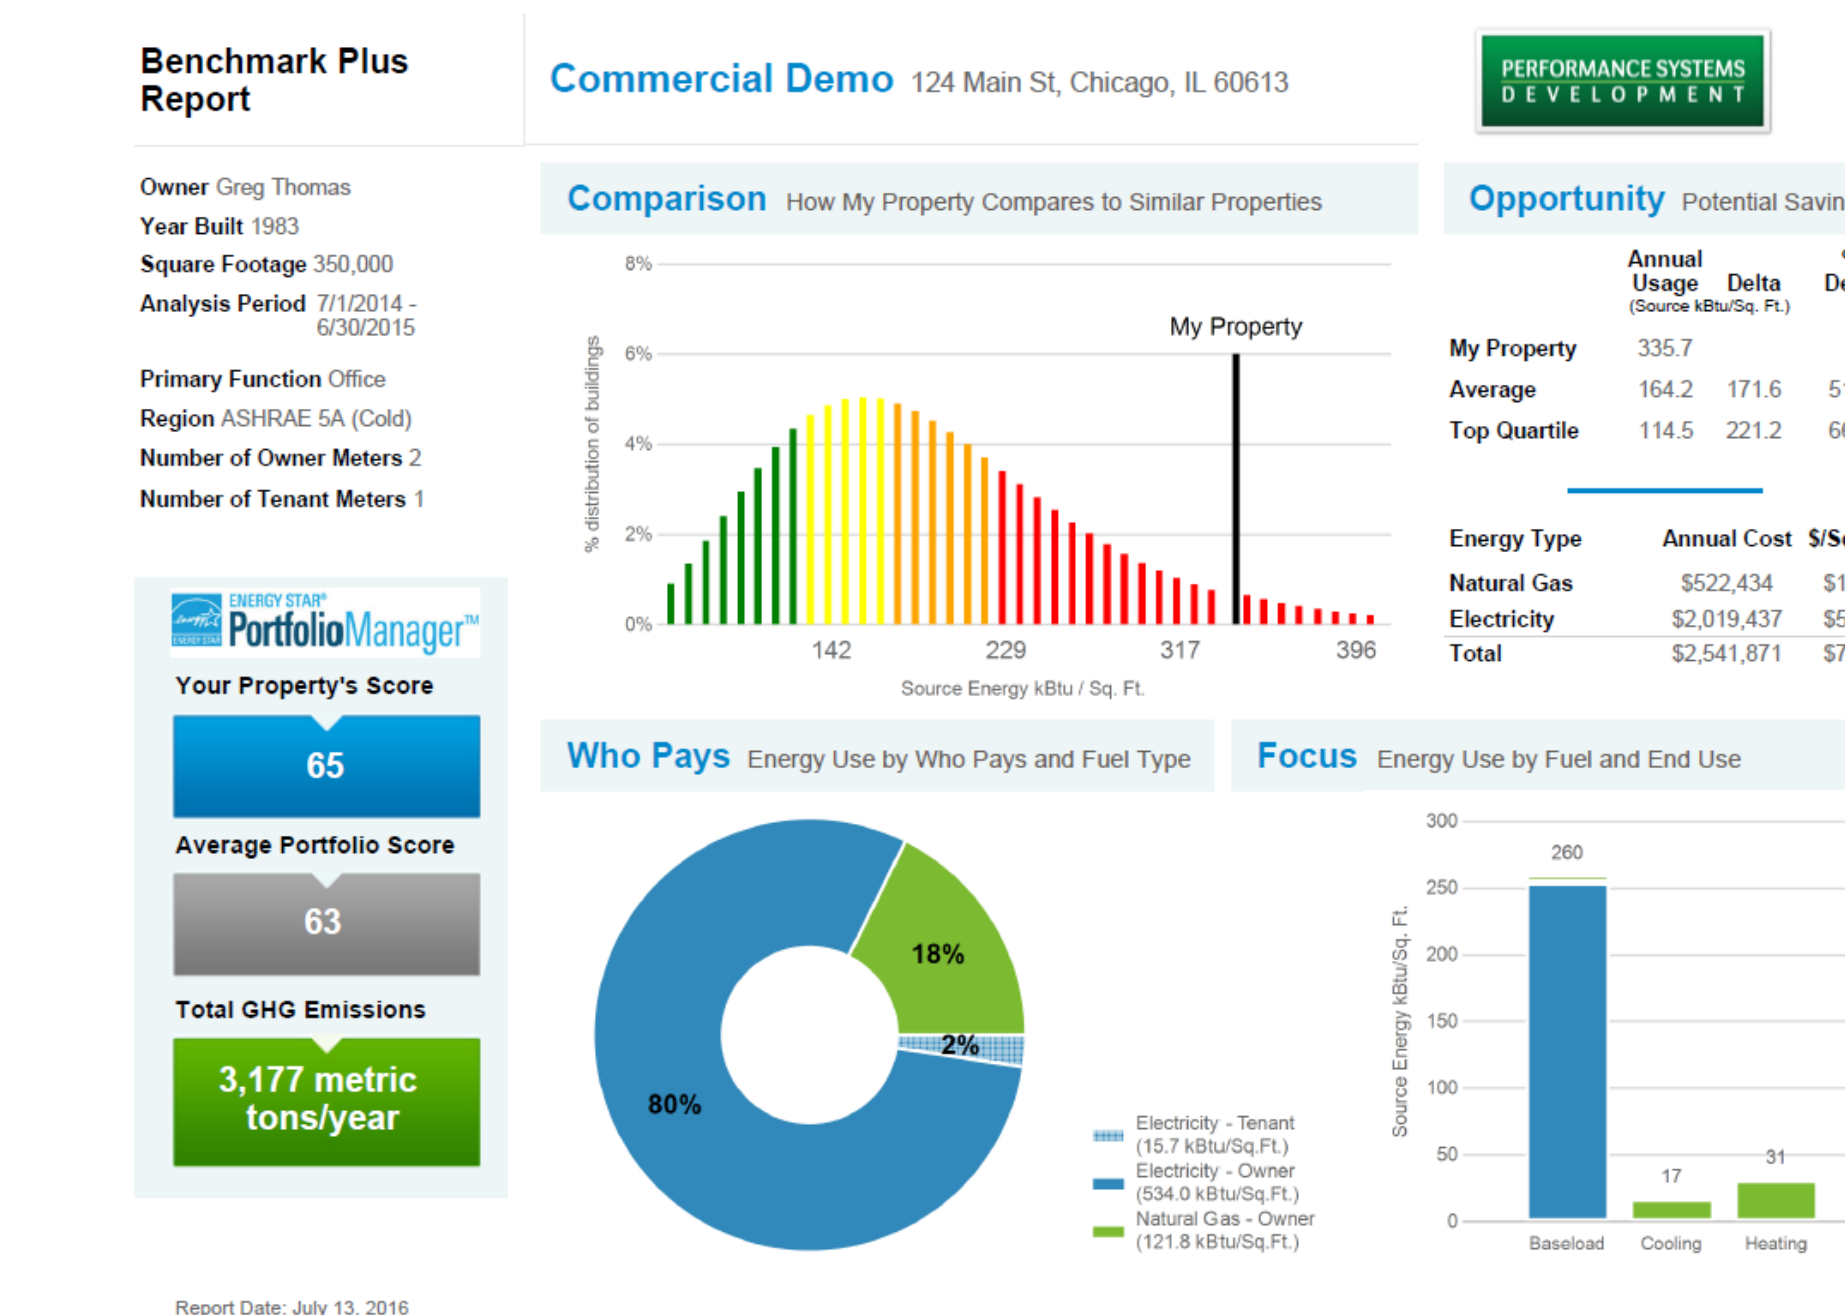 Benchmark Plus
Report
Commercial Demo 124 Main St, Chicago, IL 60613
PERFORMANCE SYSTEMS
DEVELOPMENT
Owner Greg Thomas
Year Built 1983
Square Footage 350,000
Analysis Period 7/1/2014 -
6/30/2015
Primary Function Office
Region ASHRAE 5A (Cold)
Number of Owner Meters 2
Number of Tenant Meters 1
ENERGY STAR®
PortfolioManager™
ENERGY STAR
Your Property's Score
65
Average Portfolio Score
63
Total GHG Emissions
3,177 metric
tons/year
Report Date: July 13, 2016
Comparison How My Property Compares to Similar Properties
8%
6%
4%
2%
0%
% distribution of buildings
My Property
142 229 317 396
Source Energy kBtu / Sq. Ft.
Opportunity Potential Savin
Annual
Usage Delta
(Source kBtu/Sq. Ft.)
My Property 335.7
Average 164.2 171.6
Top Quartile 114.5 221.2
Energy Type Annual Cost
Natural Gas $522,434
Electricity $2,019,437
Total $2,541,871
Who Pays Energy Use by Who Pays and Fuel Type
18%
2%
80%
Electricity - Tenant
(15.7 kBtu/Sq.Ft.)
Electricity - Owner
(534.0 kBtu/Sq.Ft.)
Natural Gas - Owner
(121.8 kBtu/Sq.Ft.)
Focus Energy Use by Fuel and End Use
300
250
200
150
100
50
0
Source Energy kBtu/Sq. Ft.
260
17
31
Baseload Cooling Heating